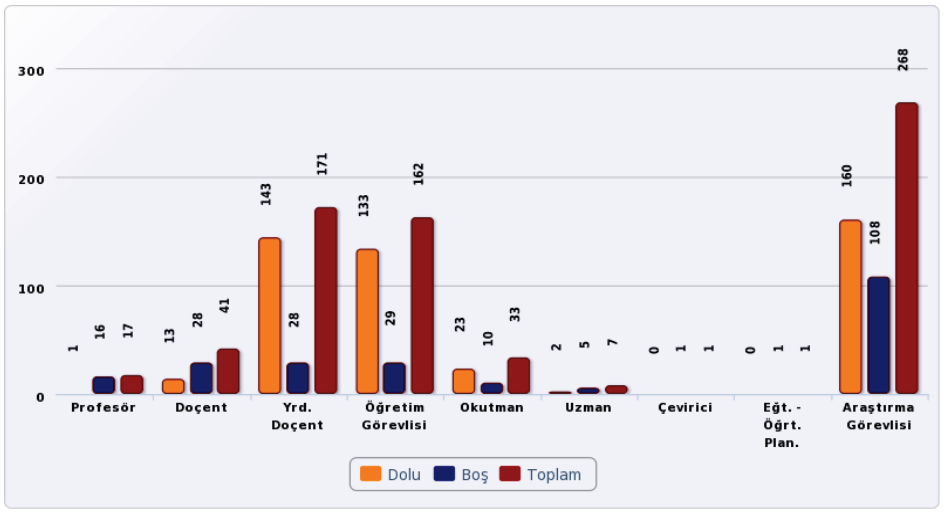 300
200
100
0
1
16
17
13
28
41
143
28
171
133
29
162
23
10
33
2
5
7
0
1
1
0
1
1
160
108
268
Profesör
Doçent
Yrd.
Doçent
Öğretim
Görevlisi
Okutman
Uzman
Çevirici
Eğt. -
Öğrt.
Plan.
Araştırma
Görevlisi
Dolu Boş Toplam